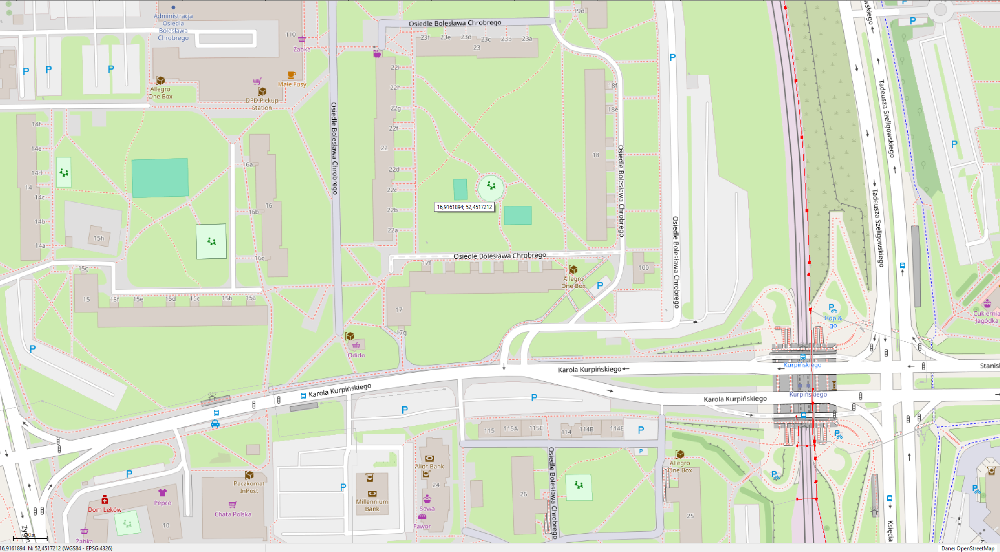 Administracja
Osiedla
Bolesława
Chrobrego
110
Żabka
Osiedle Bolesława Chrobrego
19d
23f
23e
23d
23c
23b
23a
23
P
P
P
P
P
P
P
wskiego
Allegro
One Box
Małe Fusy
DPD Pickup
Station
22i
22h
22g
22f
22
22d
22c
22b
22a
18f
18e
18
Osiedle Bolesława Chrobrego
Osiedle Bolesława Chrobrego
Osiedle Bolesława Chrobrego
Tadeusza Szeligowskiego
Tadeusza Szeligowskiego
14f
14e
14d
14
14c
14b
14a
15h
16a
16
16b
16c
16,9161894; 52,4517212
Osiedle Bolesława Chrobrego
17f
100
Allegro
One Box
P
15g
15
15f
15e
15d
15c
15b
15a
17
17g
P
Hop &
go
Cukiernia
Jagódka
P
Odido
Karola Kurpińskiego
Kurpińskiego
Stanisł
Karola Kurpińskiego
Kurpińskiego
Karola Kurpińskiego
P
P
115
115A
115C
114
114B
114E
P
P
P
P
Allegro
One Box
Alior Bank
24
Osiedle Bolesława Chrobrego
P
Paczkomat
InPost
P
P
Dom Leków
Pepco
Chata Polska
Millennium
Bank
Sowa
Fawor
26
25
10
Żabka
Zygm
Księcia
16,9161894 N: 52,4517212 (WGS84 - EPSG:4326)
Dane: OpenStreetMap